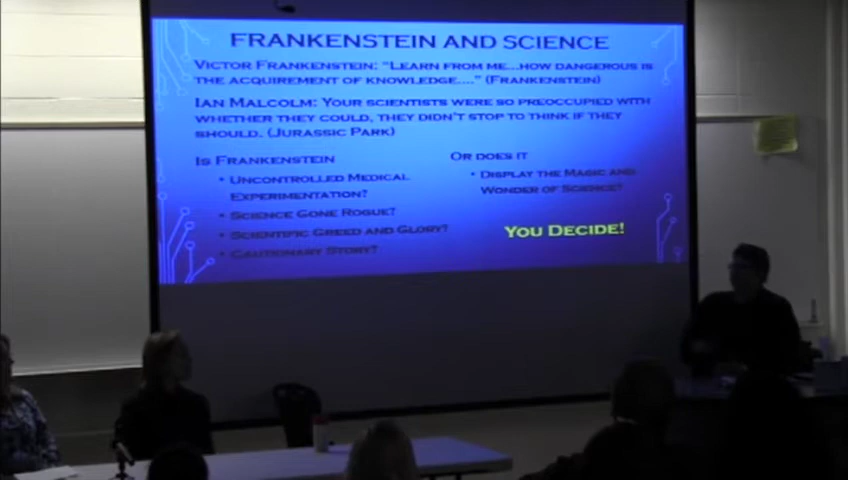 FRANKENSTEIN AND SCIENCE
VICTOR FRANKENSTEIN: "LEARN FROM ME...HOW DANGEROUS IS
THE ACQUIREMENT OF KNOWLEDGE...." (FRANKENSTEIN)
IAN MALCOLM: YOUR SCIENTISTS WERE SO PREOCCUPIED WITH
WHETHER THEY COULD, THEY DIDN'T STOP TO THINK IF THEY
SHOULD. (JURASSIC PARK)
IS FRANKENSTEIN
• UNCONTROLLED MEDICAL
EXPERIMENTATION?
• SCIENCE GONE ROGUE?
• SCIENTIFIC GREED AND GLORY?
• CAUTIONARY STORY?
OR DOES IT
• DISPLAY THE MAGIC AND
WONDER OF SCIENCE?
YOU DECIDE!